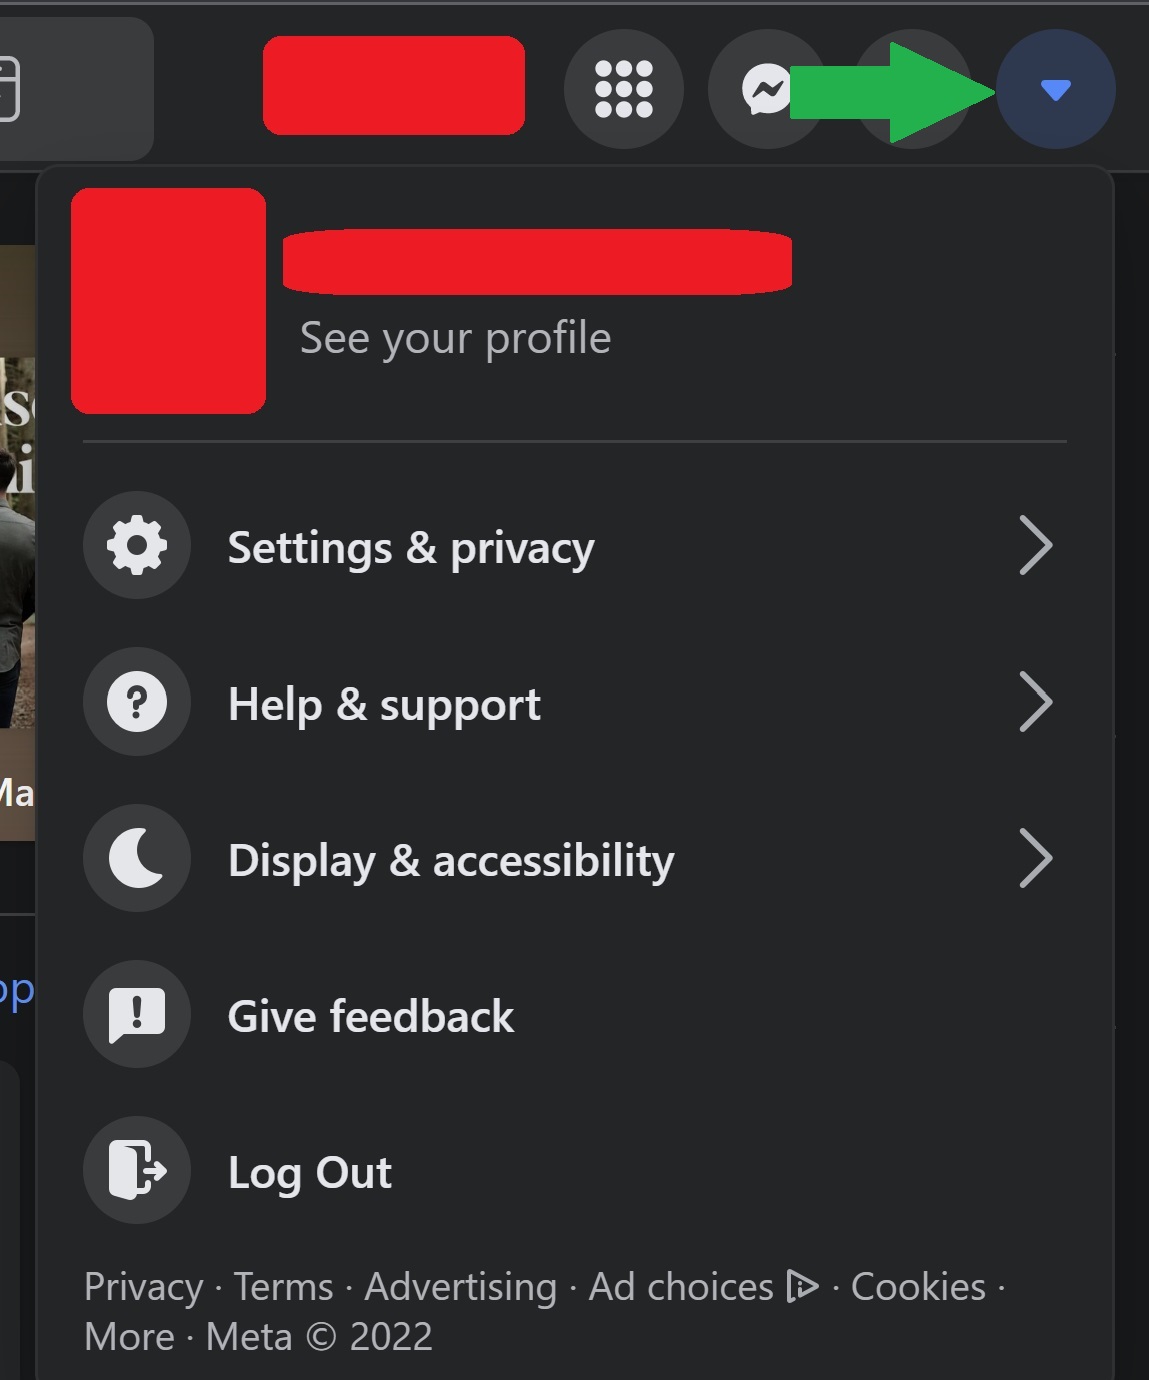 See your profile
Settings & privacy
Help & support
Display & accessibility
Give feedback
Log Out
Privacy · Terms · Advertising · Ad choices · Cookies ·
More · Meta © 2022